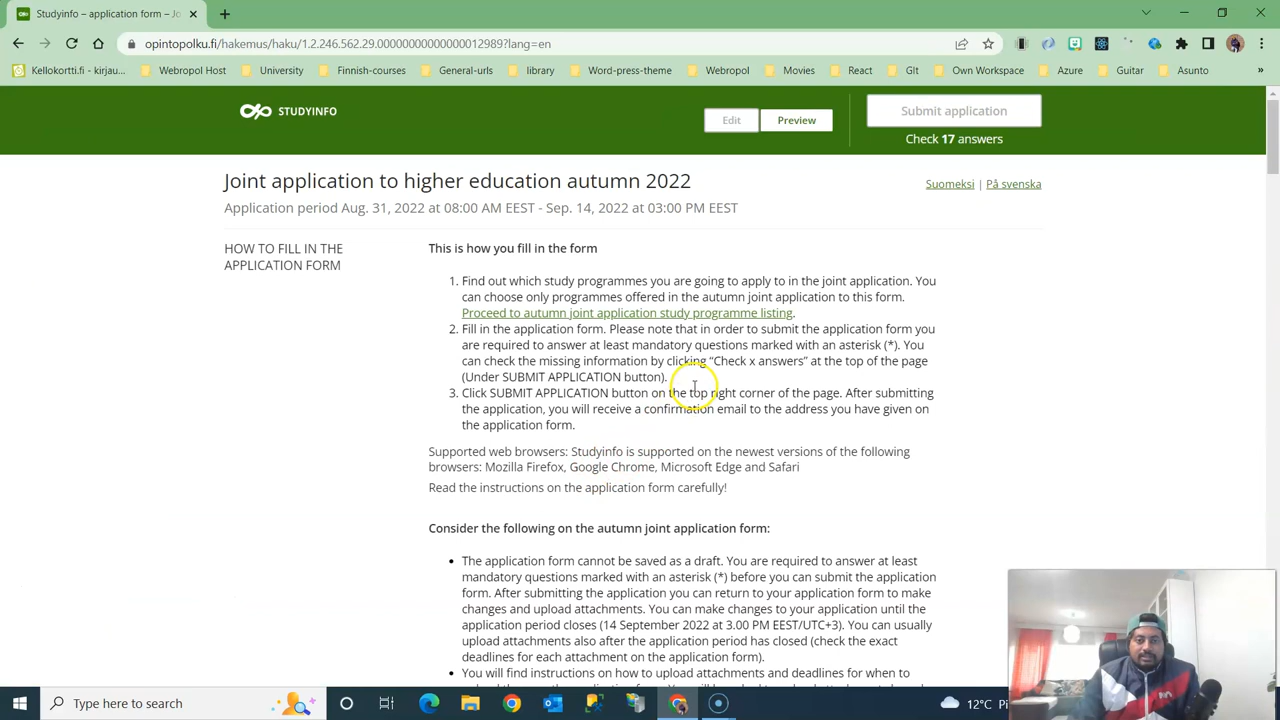 Studyinfo – application form – Jo
opintopolku.fi/hakemus/haku/1.2.246.562.29.00000000000000012989?lang=en
Kellokortti.fi - kirjau...
Webropol Host
University
Finnish-courses
General-urls
library
Word-press-theme
Webropol
Movies
React
GIt
Own Workspace
Azure
Guitar
Asunto
»
STUDYINFO
Edit
Preview
Submit application
Check 17 answers
Joint application to higher education autumn 2022
Suomeksi | På svenska
Application period Aug. 31, 2022 at 08:00 AM EEST - Sep. 14, 2022 at 03:00 PM EEST
HOW TO FILL IN THE
APPLICATION FORM
This is how you fill in the form
1. Find out which study programmes you are going to apply to in the joint application. You
can choose only programmes offered in the autumn joint application to this form.
Proceed to autumn joint application study programme listing.
2. Fill in the application form. Please note that in order to submit the application form you
are required to answer at least mandatory questions marked with an asterisk (*). You
can check the missing information by clicking “Check x answers” at the top of the page
(Under SUBMIT APPLICATION button).
3. Click SUBMIT APPLICATION button on the top right corner of the page. After submitting
the application, you will receive a confirmation email to the address you have given on
the application form.
Supported web browsers: Studyinfo is supported on the newest versions of the following
browsers: Mozilla Firefox, Google Chrome, Microsoft Edge and Safari
Read the instructions on the application form carefully!
Consider the following on the autumn joint application form:
• The application form cannot be saved as a draft. You are required to answer at least
mandatory questions marked with an asterisk (*) before you can submit the application
form. After submitting the application you can return to your application form to make
changes and upload attachments. You can make changes to your application until the
application period closes (14 September 2022 at 3.00 PM EEST/UTC+3). You can usually
upload attachments also after the application period has closed (check the exact
deadlines for each attachment on the application form).
• You will find instructions on how to upload attachments and deadlines for when to
Type here to search
12°C Pi